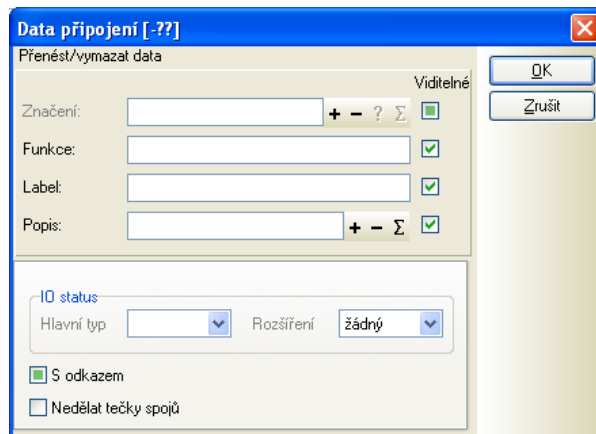 Data připojení [-??]
Přenést/vymazat data
Viditelné
Značení: + − ? Σ
Funkce:
Label:
Popis: + − Σ
IO status
Hlavní typ Rozšíření žádný
S odkazem
Nedělat tečky spojů
OK
Zrušit